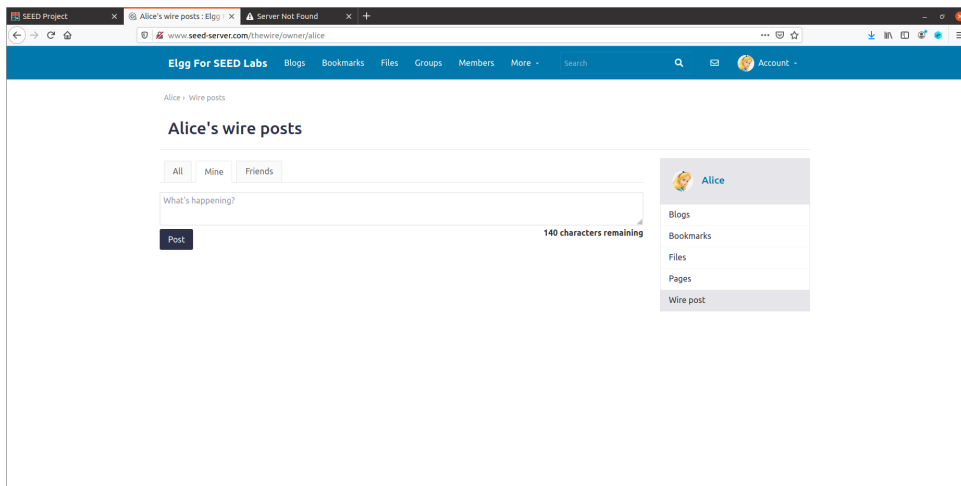 SEED Project
Alice's wire posts : Elgg
Server Not Found
www.seed-server.com/thewire/owner/alice
Elgg For SEED Labs Blogs Bookmarks Files Groups Members More Search Account
Alice › Wire posts
Alice's wire posts
All Mine Friends
What's happening?
140 characters remaining
Post
Alice
Blogs
Bookmarks
Files
Pages
Wire post